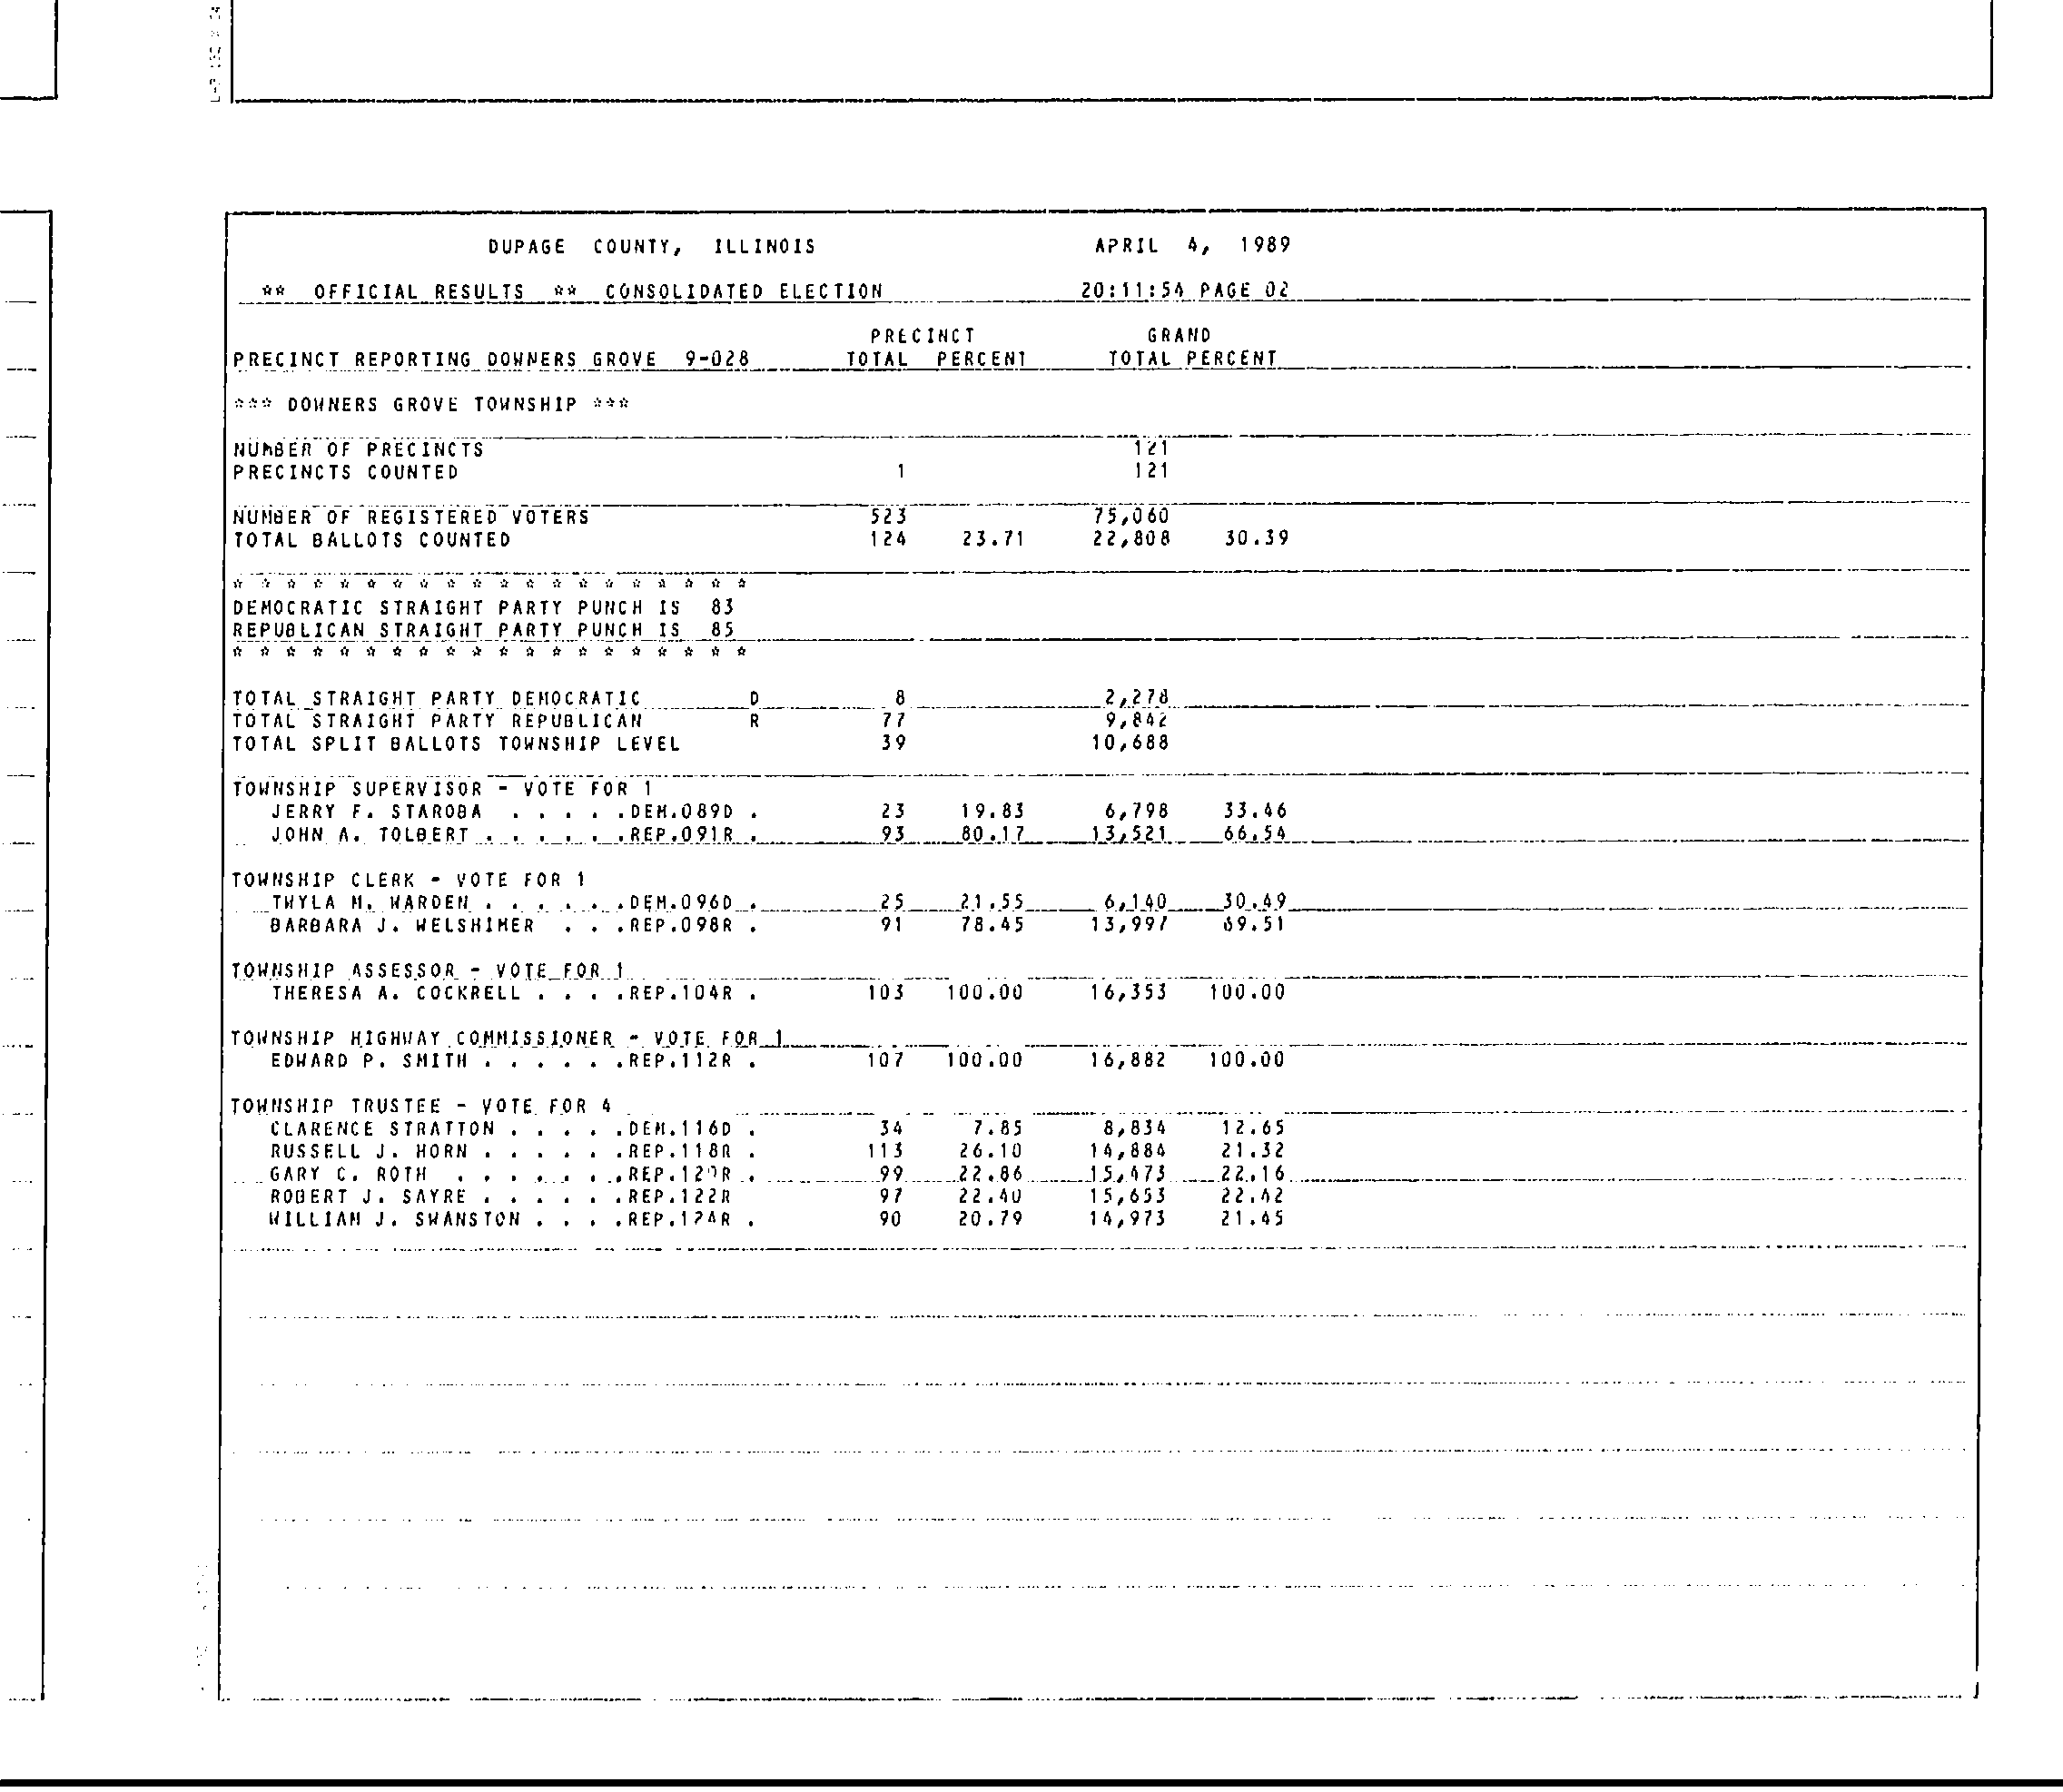 DUPAGE COUNTY, ILLINOIS APRIL 4, 1989
** OFFICIAL RESULTS ** CONSOLIDATED ELECTION 20:11:54 PAGE 02
PRECINCT GRAND
PRECINCT REPORTING DOWNERS GROVE 9-028 TOTAL PERCENT TOTAL PERCENT
*** DOWNERS GROVE TOWNSHIP ***
NUMBER OF PRECINCTS 121
PRECINCTS COUNTED 1 121
NUMBER OF REGISTERED VOTERS 523 75,060
TOTAL BALLOTS COUNTED 124 23.71 22,808 30.39
* * * * * * * * * * * * * * * * * * * *
DEMOCRATIC STRAIGHT PARTY PUNCH IS 83
REPUBLICAN STRAIGHT PARTY PUNCH IS 85
* * * * * * * * * * * * * * * * * * * *
TOTAL STRAIGHT PARTY DEMOCRATIC D 8 2,278
TOTAL STRAIGHT PARTY REPUBLICAN R 77 9,842
TOTAL SPLIT BALLOTS TOWNSHIP LEVEL 39 10,688
TOWNSHIP SUPERVISOR - VOTE FOR 1
JERRY F. STAROBA . . . . .DEM.089D . 23 19.83 6,798 33.46
JOHN A. TOLBERT . . . . . .REP.091R . 93 80.17 13,521 66.54
TOWNSHIP CLERK - VOTE FOR 1
TWYLA M. WARDEN . . . . . .DEM.096D . 25 21.55 6,140 30.49
BARBARA J. WELSHIMER . . .REP.098R . 91 78.45 13,997 69.51
TOWNSHIP ASSESSOR - VOTE FOR 1
THERESA A. COCKRELL . . . .REP.104R . 103 100.00 16,353 100.00
TOWNSHIP HIGHWAY COMMISSIONER - VOTE FOR 1
EDWARD P. SMITH . . . . . .REP.112R . 107 100.00 16,882 100.00
TOWNSHIP TRUSTEE - VOTE FOR 4
CLARENCE STRATTON . . . . .DEM.116D . 34 7.85 8,834 12.65
RUSSELL J. HORN . . . . . .REP.118R . 113 26.10 14,884 21.32
GARY C. ROTH . . . . . . .REP.120R . 99 22.86 15,473 22.16
ROBERT J. SAYRE . . . . . .REP.122R 97 22.40 15,653 22.42
WILLIAM J. SWANSTON . . . .REP.124R . 90 20.79 14,973 21.45